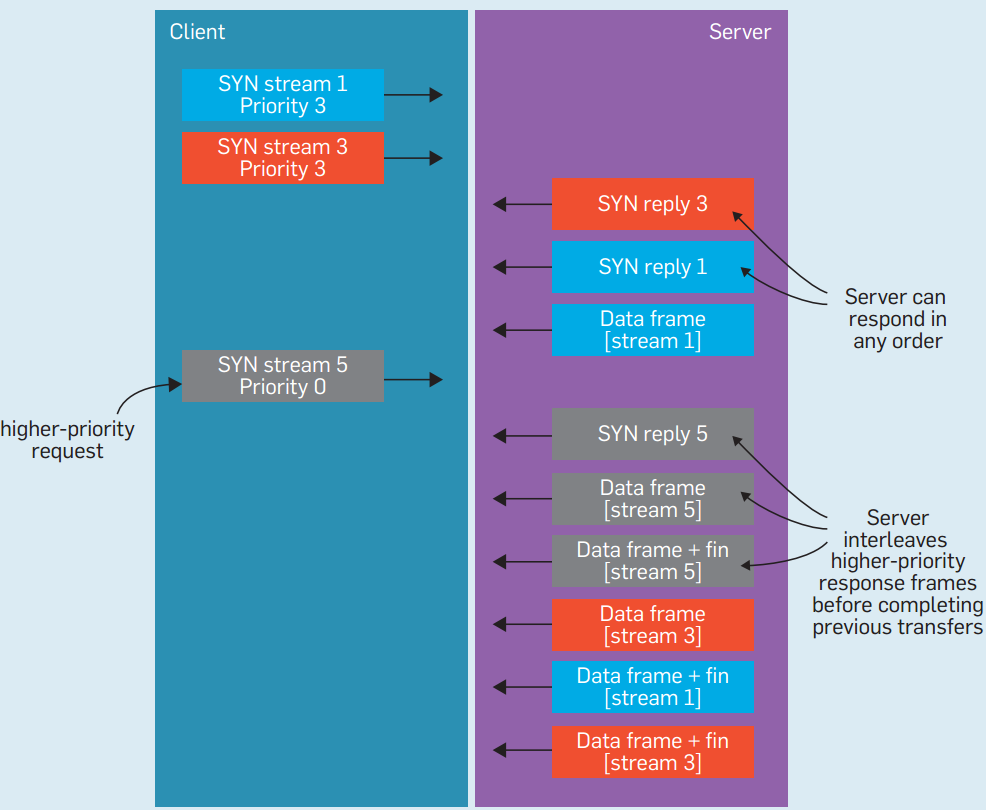 Client
Server
SYN stream 1
Priority 3
SYN stream 3
Priority 3
SYN reply 3
SYN reply 1
Server can
respond in
any order
Data frame
[stream 1]
SYN stream 5
Priority 0
higher-priority
request
SYN reply 5
Data frame
[stream 5]
Server
interleaves
higher-priority
response frames
before completing
previous transfers
Data frame + fin
[stream 5]
Data frame
[stream 3]
Data frame + fin
[stream 1]
Data frame + fin
[stream 3]